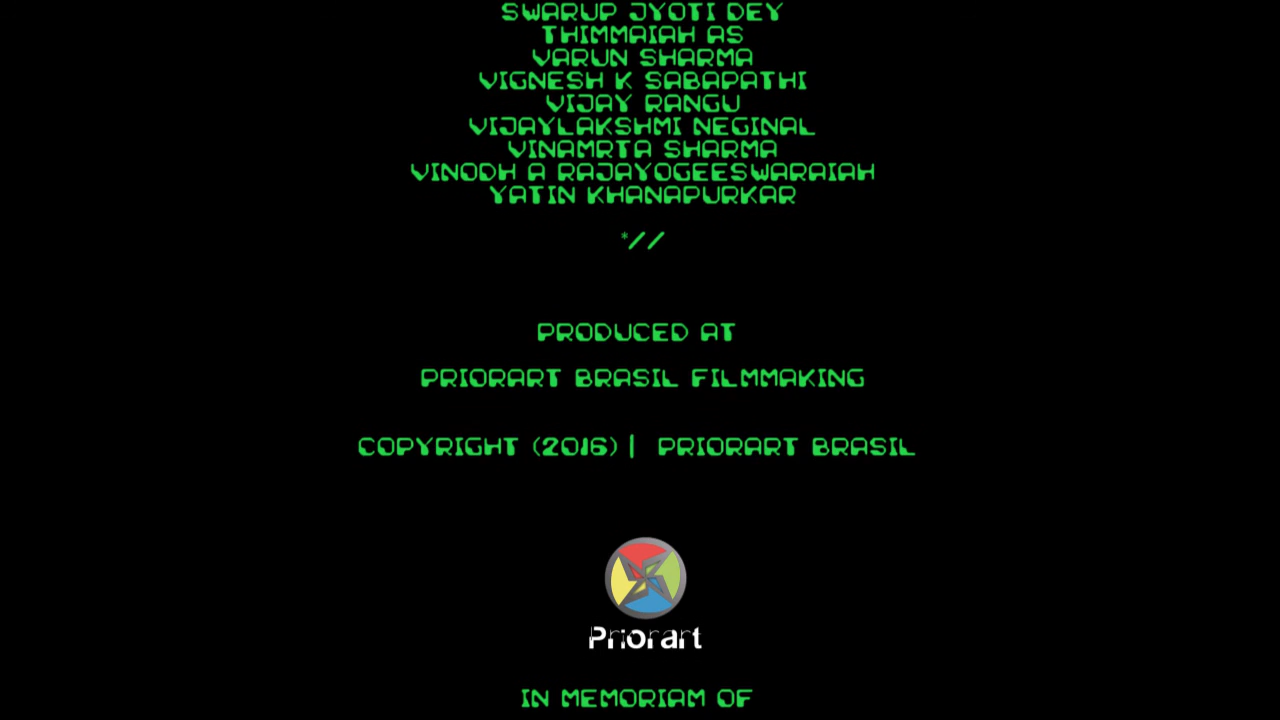 SWARUP JYOTI DEY
THIMMAIAH AS
VARUN SHARMA
VIGNESH K SABAPATHI
VIJAY RANGU
VIJAYLAKSHMI NEGINAL
VINAMRTA SHARMA
VINODH A RAJAYOGEESWARAIAH
YATIN KHANAPURKAR
*//
PRODUCED AT
PRIORART BRASIL FILMMAKING
COPYRIGHT (2016) | PRIORART BRASIL
Priorart
IN MEMORIAM OF